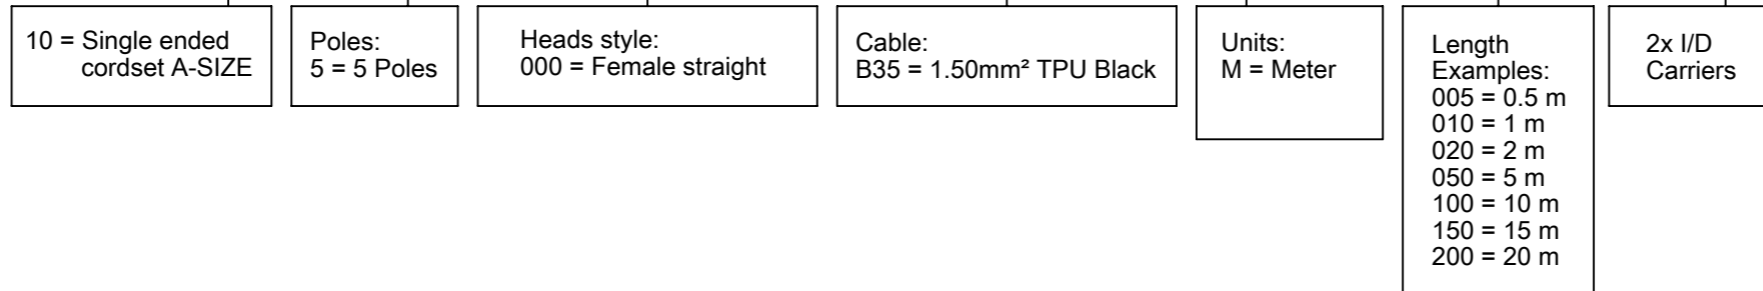 10 = Single ended
cordset A-SIZE
Poles:
5 = 5 Poles
Heads style:
000 = Female straight
Cable:
B35 = 1.50mm² TPU Black
Units:
M = Meter
Length
Examples:
005 = 0.5 m
010 = 1 m
020 = 2 m
050 = 5 m
100 = 10 m
150 = 15 m
200 = 20 m
2x I/D
Carriers